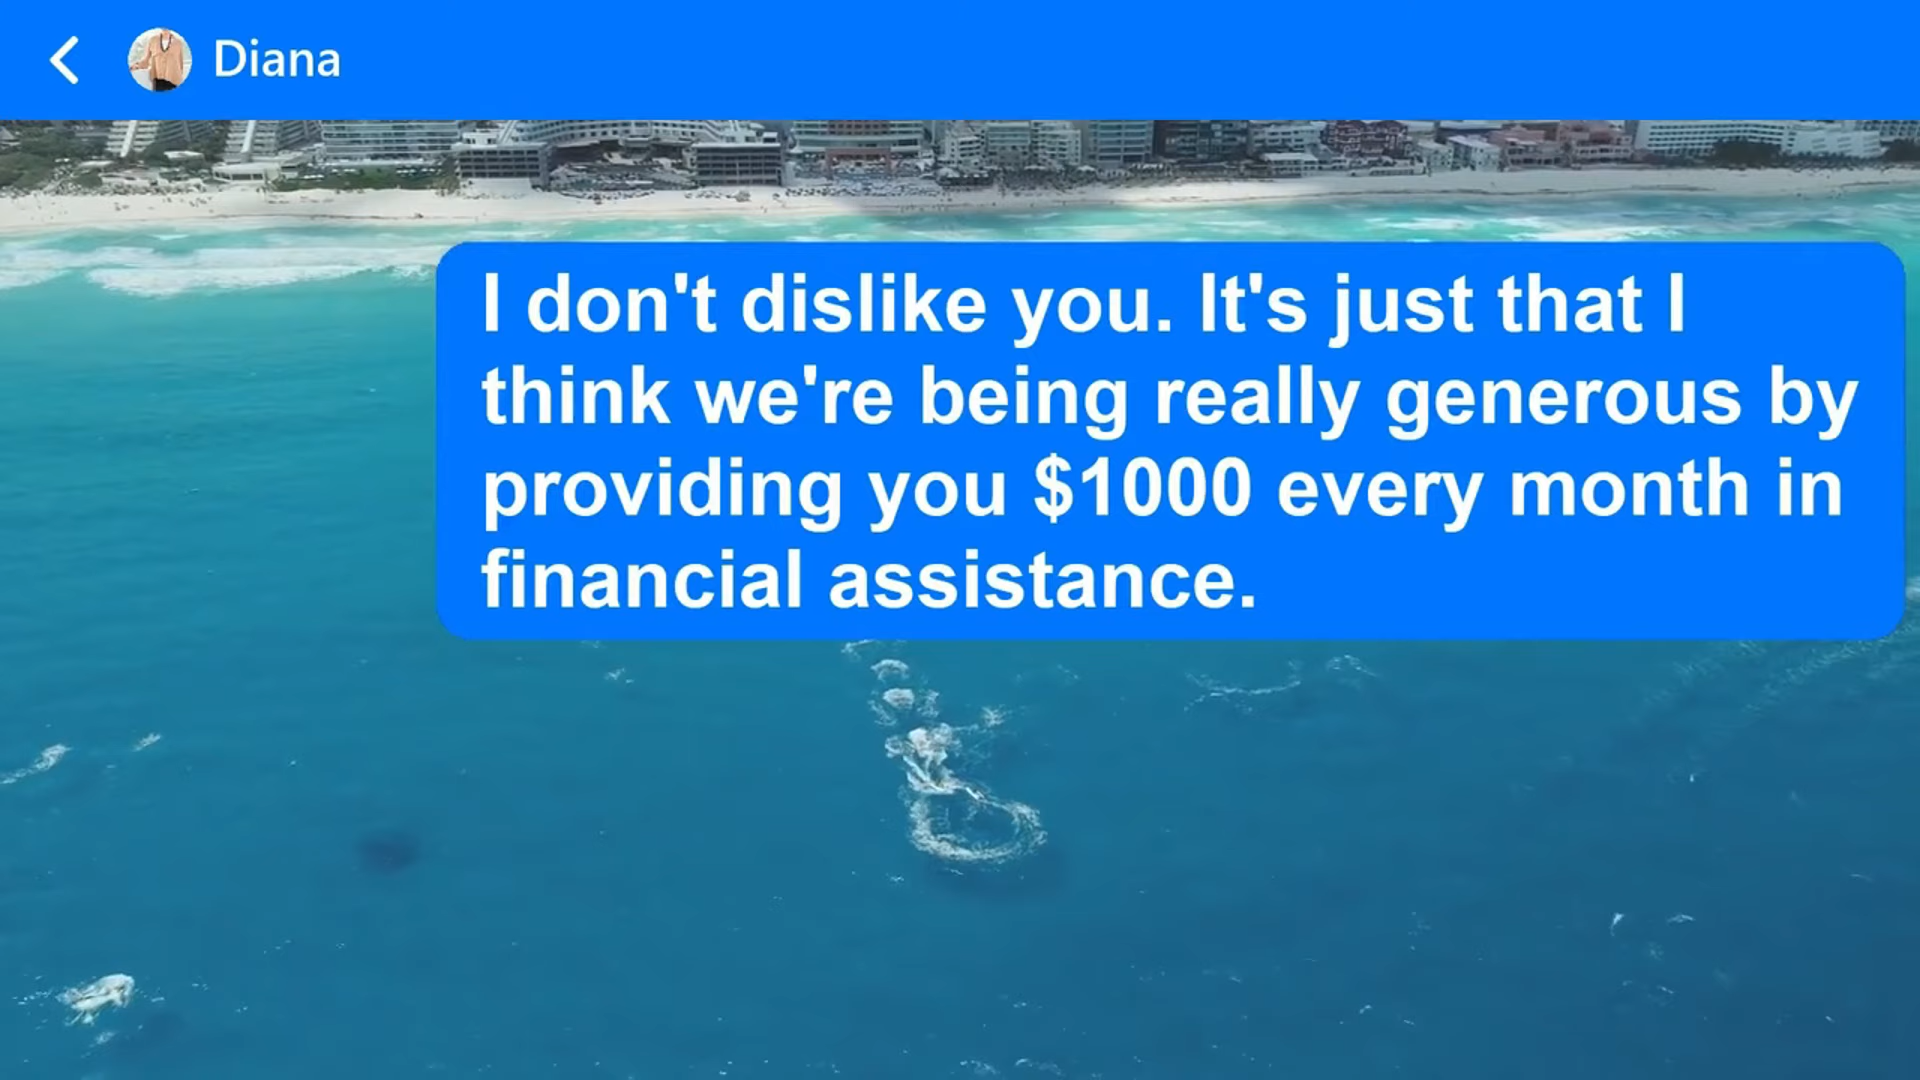 Diana
I don't dislike you. It's just that I
think we're being really generous by
providing you $1000 every month in
financial assistance.